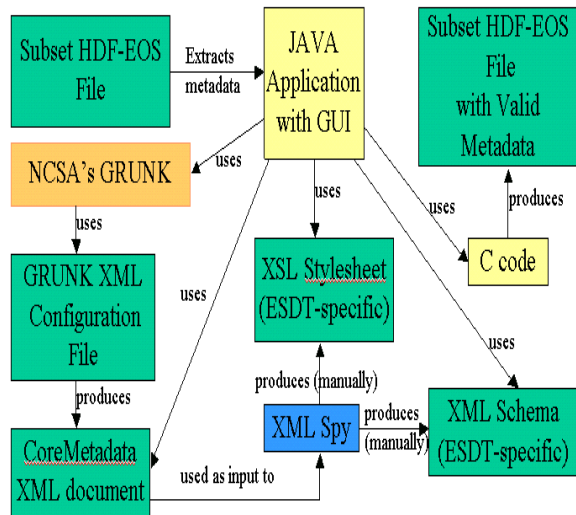 Subset HDF-EOS
File
Extracts
metadata
JAVA
Application
with GUI
Subset HDF-EOS
File
with Valid
Metadata
NCSA's GRUNK
uses
uses
uses
uses
produces
uses
GRUNK XML
Configuration
File
XSL Stylesheet
(ESDT-specific)
C code
uses
uses
produces
produces (manually)
CoreMetadata
XML document
used as input to
XML Spy
produces
(manually)
XML Schema
(ESDT-specific)